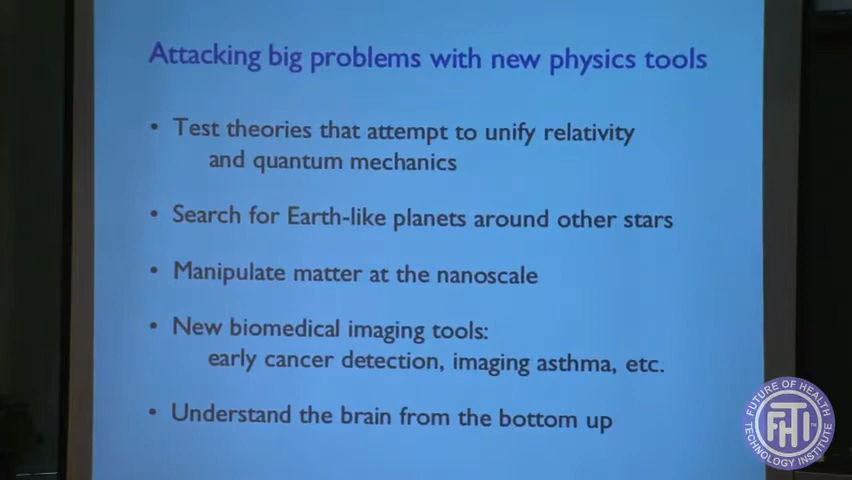 Attacking big problems with new physics tools
• Test theories that attempt to unify relativity
and quantum mechanics
• Search for Earth-like planets around other stars
• Manipulate matter at the nanoscale
• New biomedical imaging tools:
early cancer detection, imaging asthma, etc.
• Understand the brain from the bottom up
FUTURE OF HEALTH
FHTI
TECHNOLOGY INSTITUTE